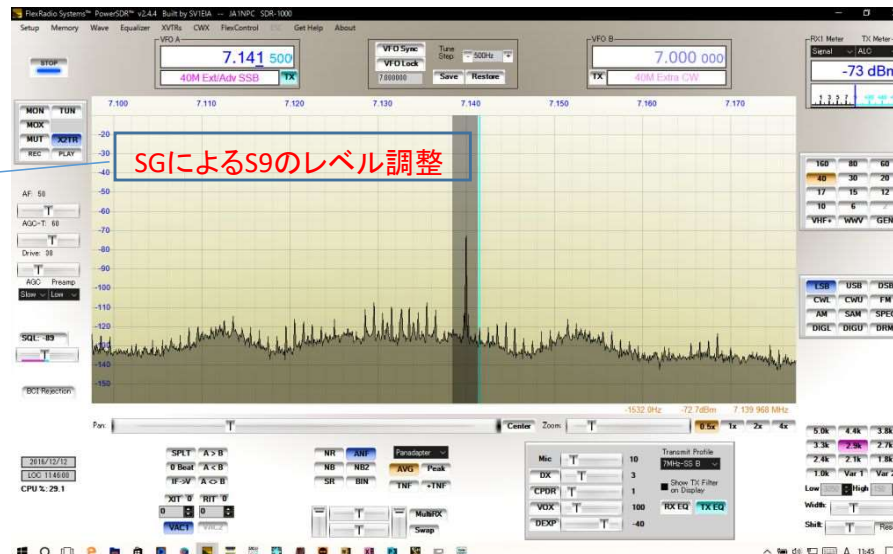 FlexRadio Systems™ PowerSDR™ v2.4.4 Built by SV1EIA -- JA1NPC SDR-1000
Setup Memory Wave Equalizer XVTRs CWX FlexControl Get Help About
STOP
VFO A
7.141 500
40M Ext/Adv SSB TX
VFO Sync
VFO Lock
Tune Step
500Hz
7.000000 Save Restore
VFO B
7.000 000
TX 40M Extra CW
RX1 Meter TX Meter
Signal ALC
-73 dBm
1 3 5 7
MON TUN
MOX
MUT X2TR
REC PLAY
AF: 50
AGC-T: 60
Drive: 30
AGC Preamp
Slow Low
SQL: -89
BCI Rejection
2016/12/12
LOC 114600
CPU %: 29.1
7.100 7.110 7.120 7.130 7.140 7.150 7.160 7.170
-20
-30
-40
-50
-60
-70
-80
-90
-100
-110
-120
-140
-150
SGによるS9のレベル調整
-1532.0Hz -72.7dBm 7.139 968 MHz
Pan: Center Zoom: 0.5x 1x 2x 4x
160 80 60
40 30 20
17 15 12
10 6 2
VHF+ WWV GEN
LSB USB DSB
CWL CWU FM
AM SAM SPEC
DIGL DIGU DRM
5.0k 4.4k 3.8k
3.3k 2.9k 2.7k
2.4k 2.1k 1.8k
1.0k Var 1 Var 2
Low High
Width:
Shift:
SPLT A > B
0 Beat A < B
IF->V A <> B
XIT 0 RIT 0
0 0
VAC1 VAC2
NR ANF
NB NB2
SR BIN
Panadapter
AVG Peak
TNF +TNF
MultiRX
Swap
Mic 10
DX 3
CPDR 1
VOX 100
DEXP -40
Transmit Profile
7MHz-SS B
Show TX Filter on Display
RX EQ TX EQ
A 11:45